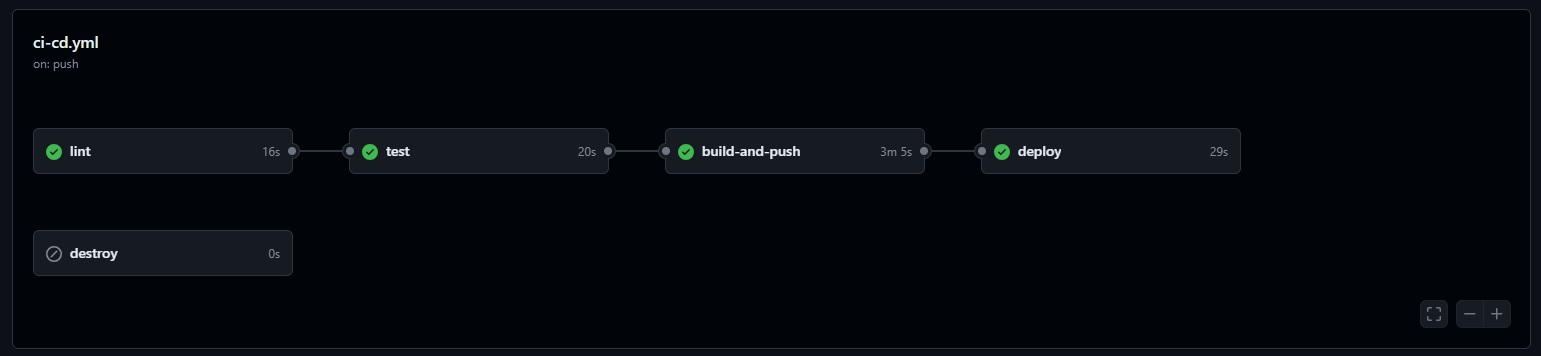 ci-cd.yml
on: push
lint 16s
test 20s
build-and-push 3m 5s
deploy 29s
destroy 0s